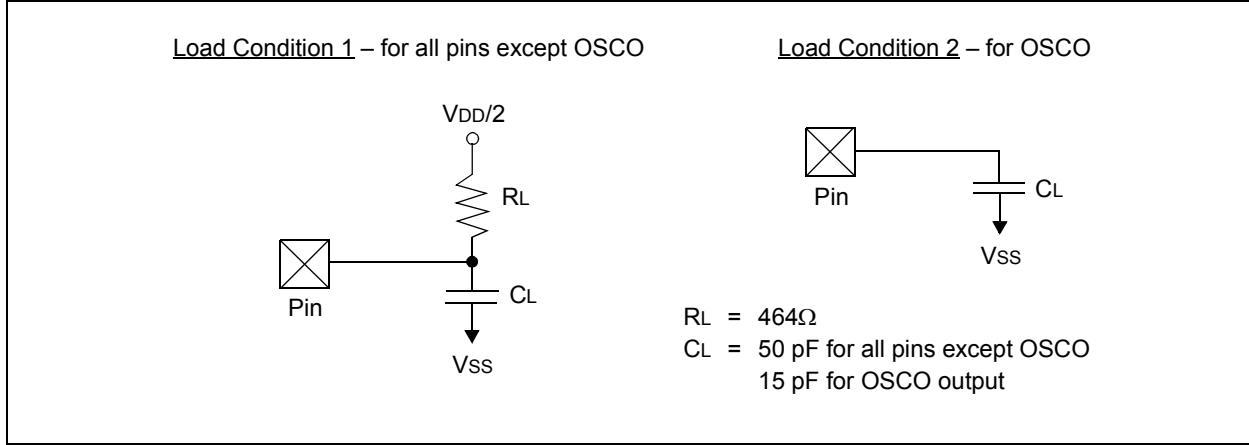 Load Condition 1 – for all pins except OSCO
VDD/2
RL
Pin
CL
VSS
Load Condition 2 – for OSCO
Pin
CL
VSS
RL = 464Ω
CL = 50 pF for all pins except OSCO
15 pF for OSCO output